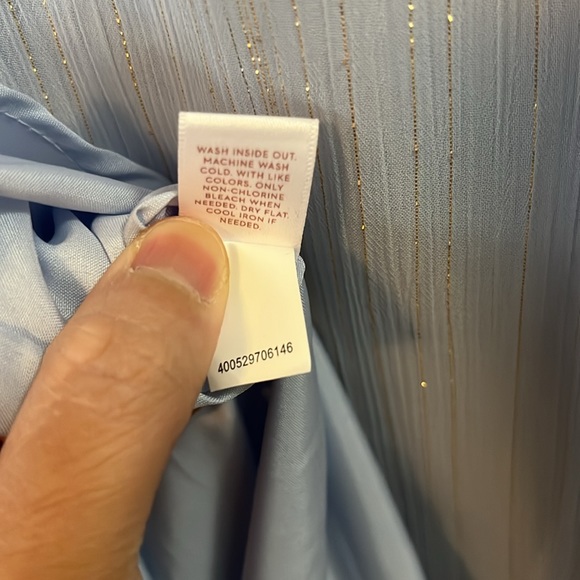 WASH INSIDE OUT.
MACHINE WASH
COLD. WITH LIKE
COLORS. ONLY
NON-CHLORINE
BLEACH WHEN
NEEDED. DRY FLAT.
COOL IRON IF
NEEDED.
400529706146